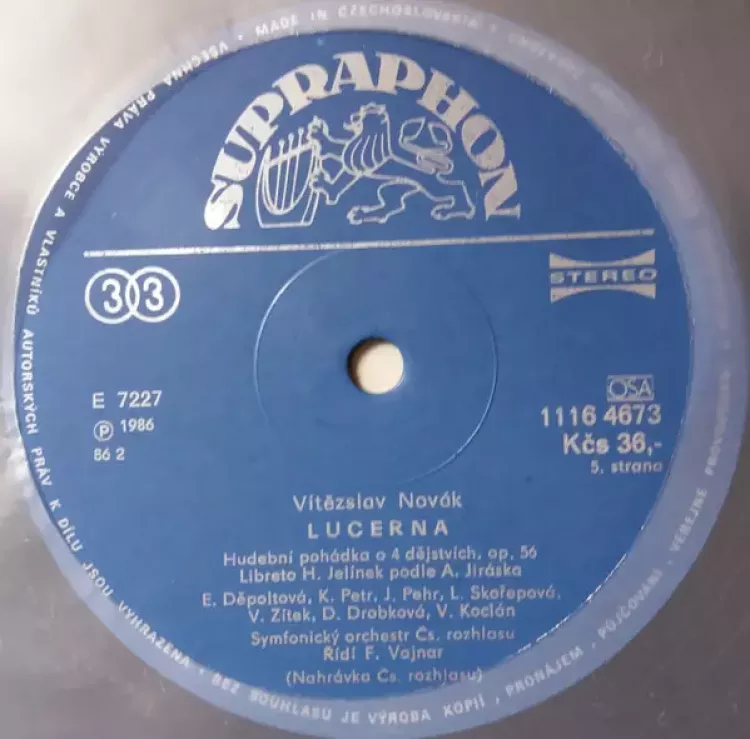 SUPRAPHON
33
STEREO
OSA
E 7227
1116 4673
Ⓟ 1986
Kčs 36,-
86 2
5. strana
Vítězslav Novák
LUCERNA
Hudební pohádka o 4 dějstvích, op. 56
Libreto H. Jelínek podle A. Jiráska
E. Děpoltová, K. Petr, J. Pehr, L. Skořepová,
V. Zítek, D. Drobková, V. Koclán
Symfonický orchestr Čs. rozhlasu
Řídí F. Vajnar
(Nahrávka Čs. rozhlasu)
MADE IN CZECHOSLOVAKIA • VŠECHNA PRÁVA VÝROBCE A VLASTNÍKŮ AUTORSKÝCH PRÁV K DÍLU JSOU VYHRAZENA • BEZ SOUHLASU JE VÝROBA KOPIÍ, PRONÁJEM, PŮJČOVÁNÍ, VEŘEJNÉ